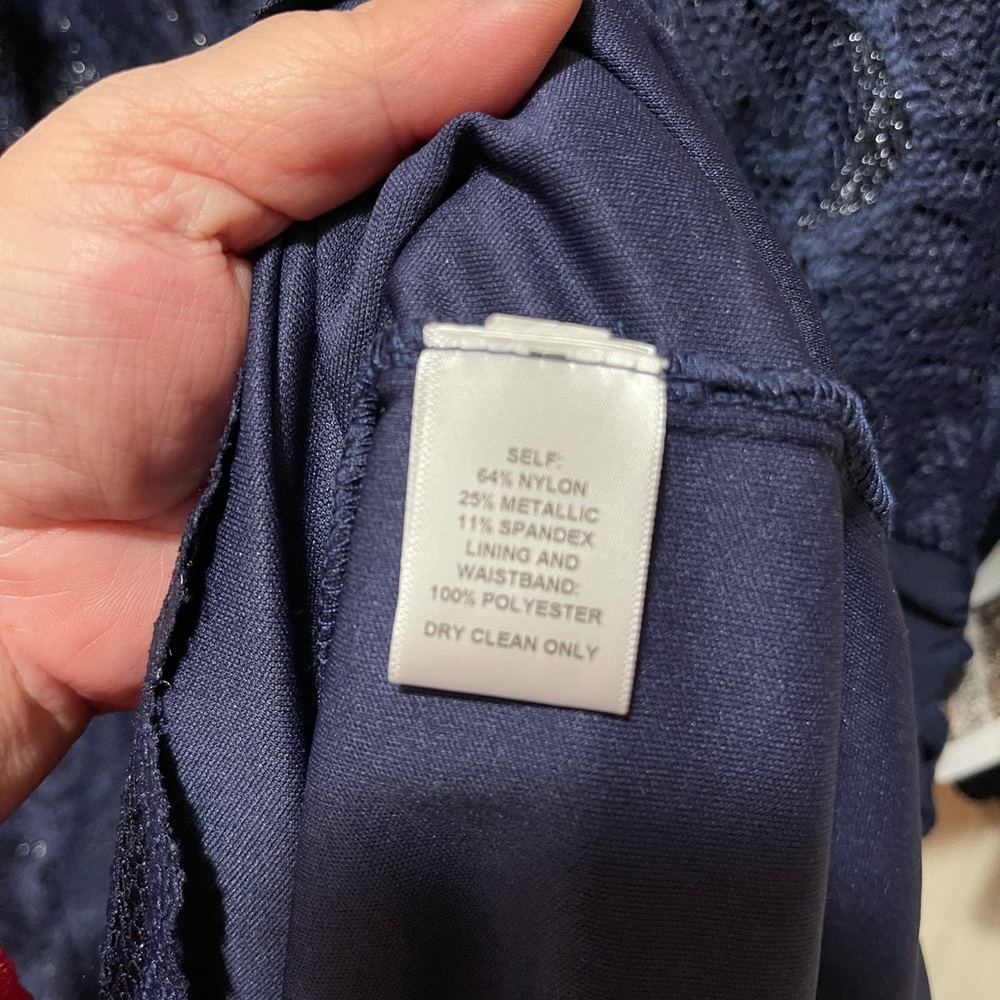 SELF:
64% NYLON
25% METALLIC
11% SPANDEX
LINING AND
WAISTBAND:
100% POLYESTER
DRY CLEAN ONLY